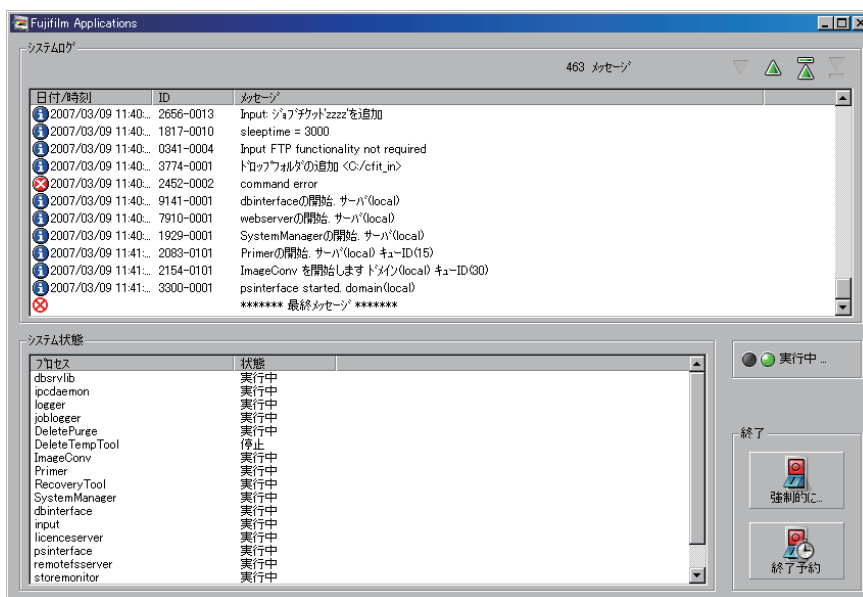 Fujifilm Applications
システムログ
463 メッセージ
日付/時刻 ID メッセージ
2007/03/09 11:40:... 2656-0013 Input: ジョブチケット'zzzz'を追加
2007/03/09 11:40:... 1817-0010 sleeptime = 3000
2007/03/09 11:40:... 0341-0004 Input FTP functionality not required
2007/03/09 11:40:... 3774-0001 ドロップフォルダの追加 <C:/cfit_in>
2007/03/09 11:40:... 2452-0002 command error
2007/03/09 11:40:... 9141-0001 dbinterfaceの開始. サーバ(local)
2007/03/09 11:40:... 7910-0001 webserverの開始. サーバ(local)
2007/03/09 11:40:... 1929-0001 SystemManagerの開始. サーバ(local)
2007/03/09 11:41:... 2083-0101 Primerの開始. サーバ(local) キューID(15)
2007/03/09 11:41:... 2154-0101 ImageConv を開始します ドメイン(local) キューID(30)
2007/03/09 11:41:... 3300-0001 psinterface started. domain(local)
******* 最終メッセージ *******
システム状態
プロセス 状態
dbsrvlib 実行中
ipcdaemon 実行中
logger 実行中
joblogger 実行中
DeletePurge 実行中
DeleteTempTool 停止
ImageConv 実行中
Primer 実行中
RecoveryTool 実行中
SystemManager 実行中
dbinterface 実行中
input 実行中
licenceserver 実行中
psinterface 実行中
remotefsserver 実行中
storemonitor 実行中
実行中 ...
終了
強制的に...
終了予約